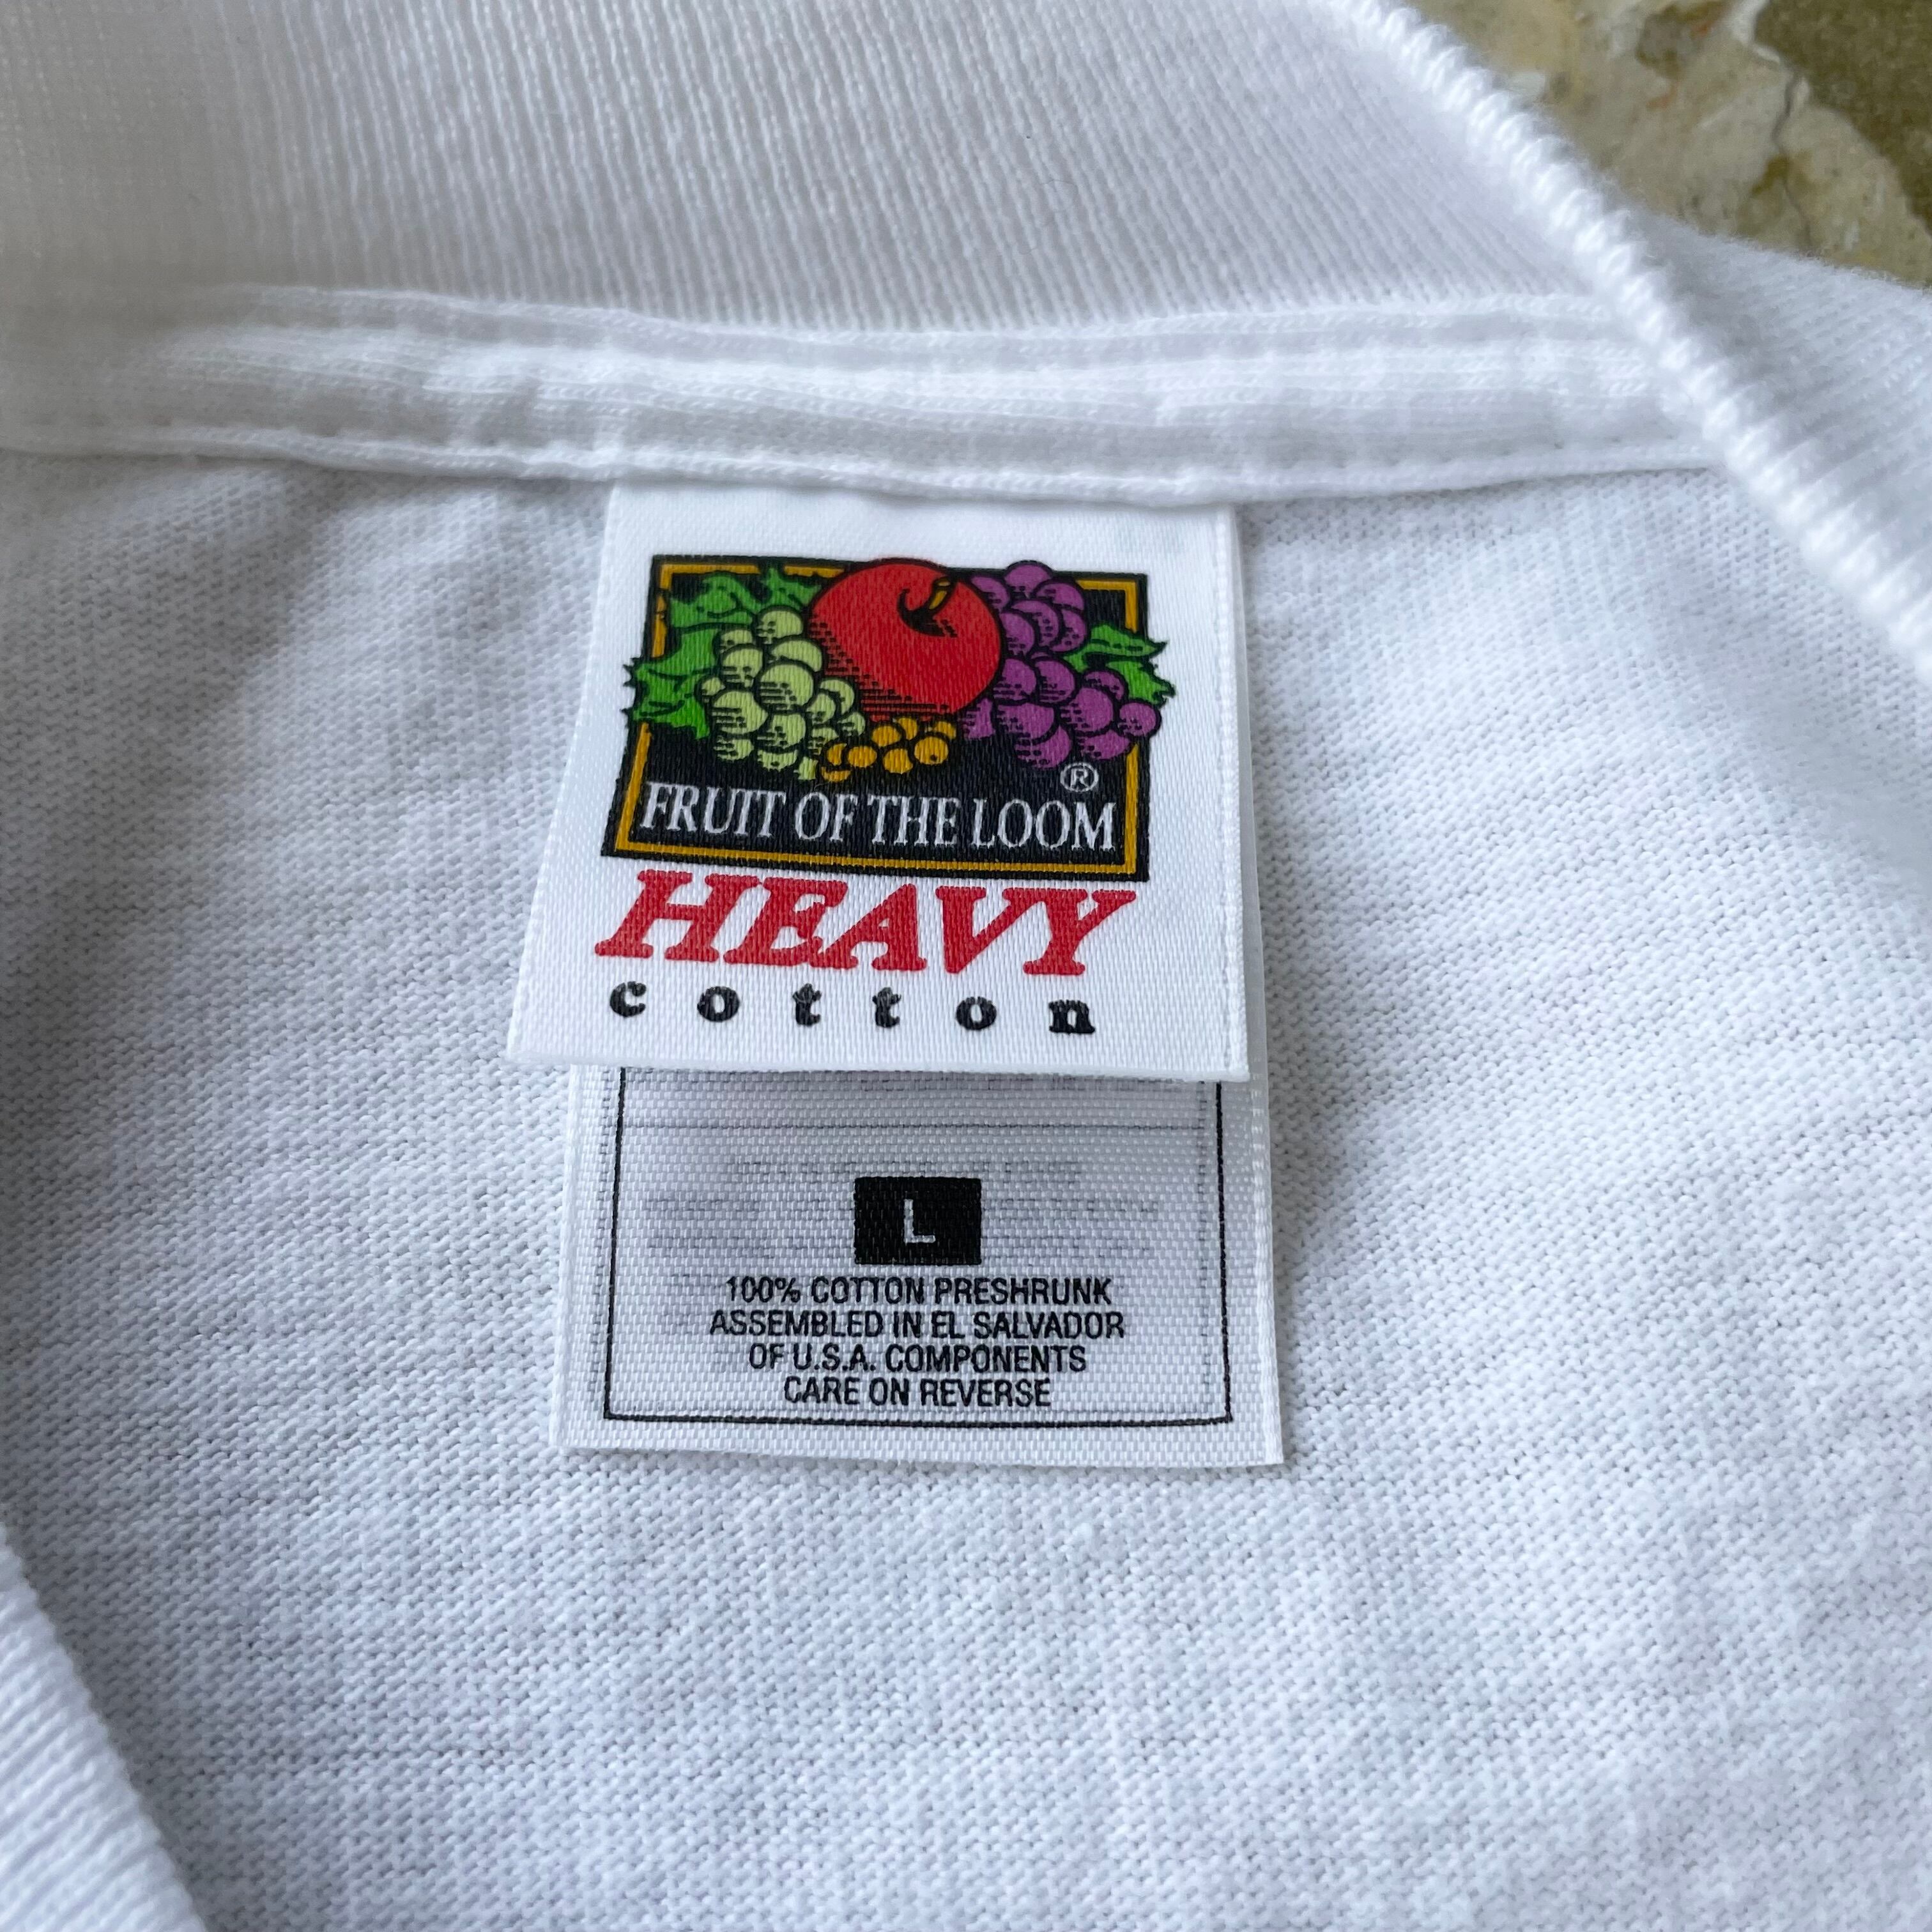 ®
FRUIT OF THE LOOM
HEAVY
cotton
L
100% COTTON PRESHRUNK
ASSEMBLED IN EL SALVADOR
OF U.S.A. COMPONENTS
CARE ON REVERSE